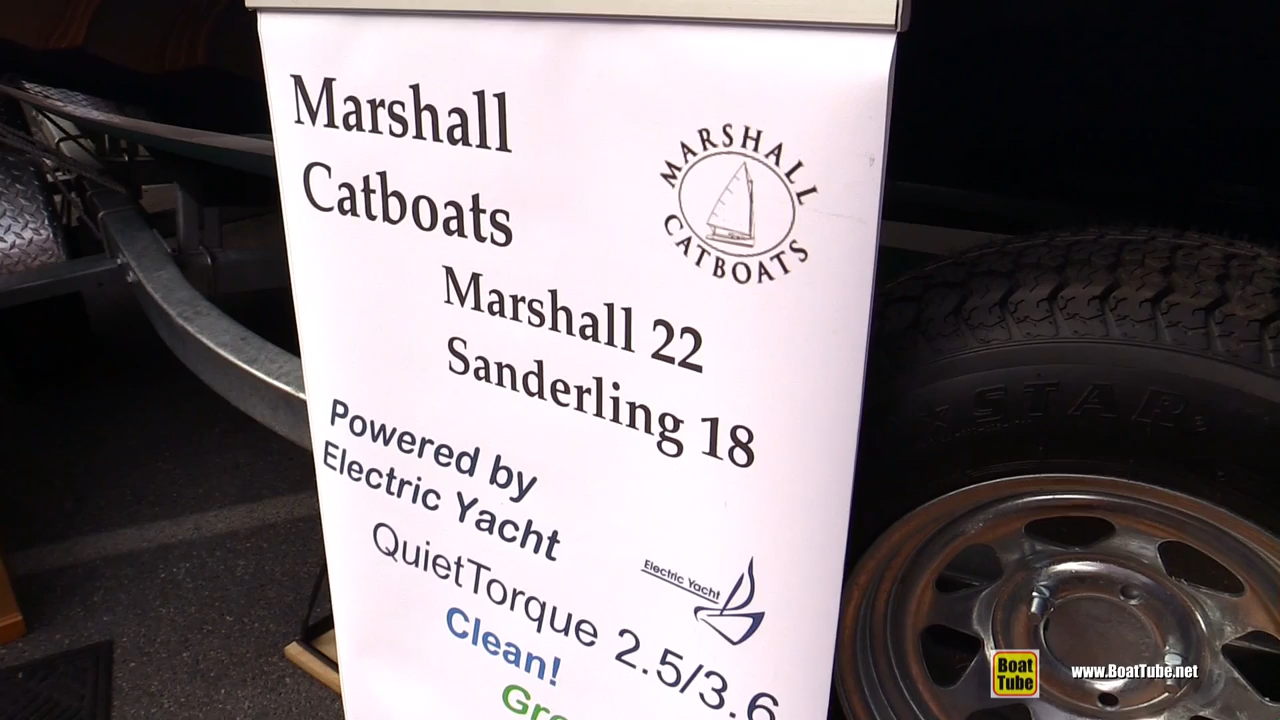 Marshall
Catboats
MARSHALL
CATBOATS
Marshall 22
Sanderling 18
Powered by
Electric Yacht
Electric Yacht
QuietTorque 2.5/3.6
Clean!
STAR
Boat
Tube
www.BoatTube.net